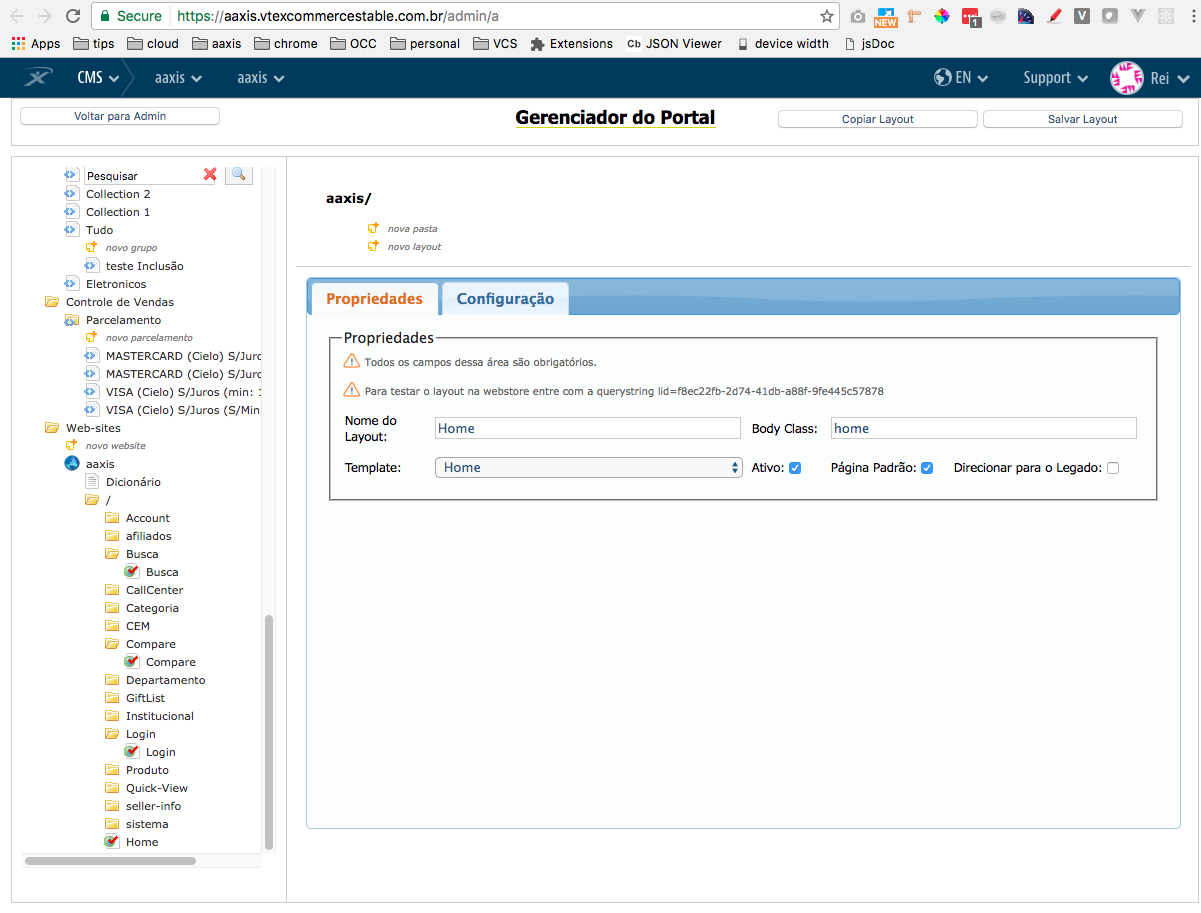 Secure https://aaxis.vtexcommercestable.com.br/admin/a
NEW
1
V
Apps tips cloud aaxis chrome OCC personal VCS Extensions Cb JSON Viewer device width jsDoc
CMS aaxis aaxis EN Support Rei
Voltar para Admin Gerenciador do Portal Copiar Layout Salvar Layout
Pesquisar
Collection 2
Collection 1
Tudo
novo grupo
teste Inclusão
Eletronicos
Controle de Vendas
Parcelamento
novo parcelamento
MASTERCARD (Cielo) S/Juro
MASTERCARD (Cielo) S/Juro
VISA (Cielo) S/Juros (min: 1
VISA (Cielo) S/Juros (S/Min
Web-sites
novo website
aaxis
Dicionário
/
Account
afiliados
Busca
Busca
CallCenter
Categoria
CEM
Compare
Compare
Departamento
GiftList
Institucional
Login
Login
Produto
Quick-View
seller-info
sistema
Home
aaxis/
nova pasta
novo layout
Propriedades Configuração
Propriedades
Todos os campos dessa área são obrigatórios.
Para testar o layout na webstore entre com a querystring lid=f8ec22fb-2d74-41db-a88f-9fe445c57878
Nome do Layout: Home Body Class: home
Template: Home Ativo: Página Padrão: Direcionar para o Legado: